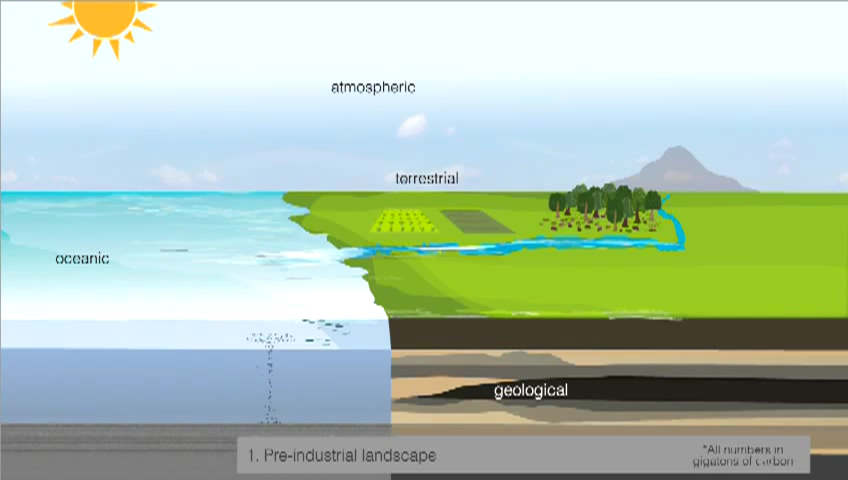 atmospheric
terrestrial
oceanic
geological
1. Pre-industrial landscape
*All numbers in
gigatons of carbon